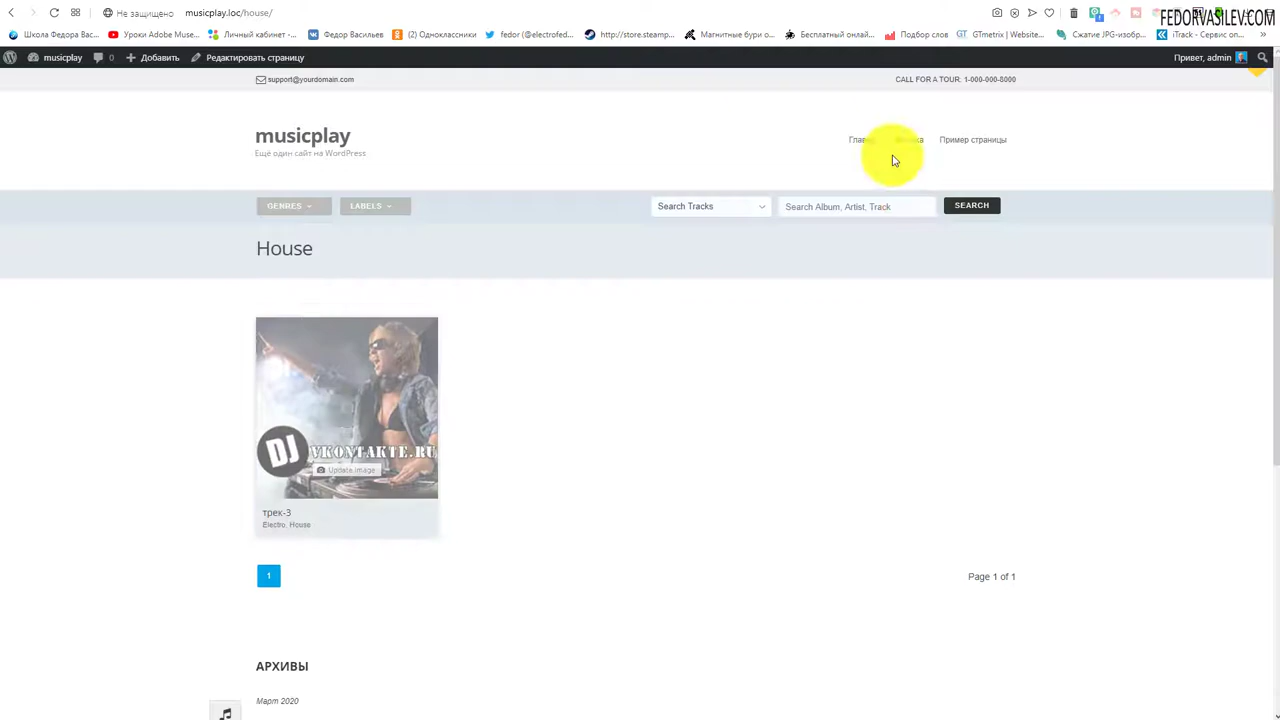 FEDORVASILEV.COM
Не защищено musicplay.loc/house/
Школа Федора Вас... Уроки Adobe Muse... Личный кабинет -... Федор Васильев (2) Одноклассники fedor (@electrofed... http://store.steamp... Магнитные бури о... Бесплатный онлай... Подбор слов GTmetrix | Website... Сжатие JPG-изобр... iTrack - Сервис оп...
musicplay 0 Добавить Редактировать страницу Привет, admin
support@yourdomain.com CALL FOR A TOUR: 1-000-000-8000
musicplay
Ещё один сайт на WordPress
Пример страницы
GENRES LABELS Search Tracks Search Album, Artist, Track SEARCH
House
DJ VKONTAKTE.RU
Update Image
трек-3
Electro, House
1 Page 1 of 1
АРХИВЫ
Март 2020